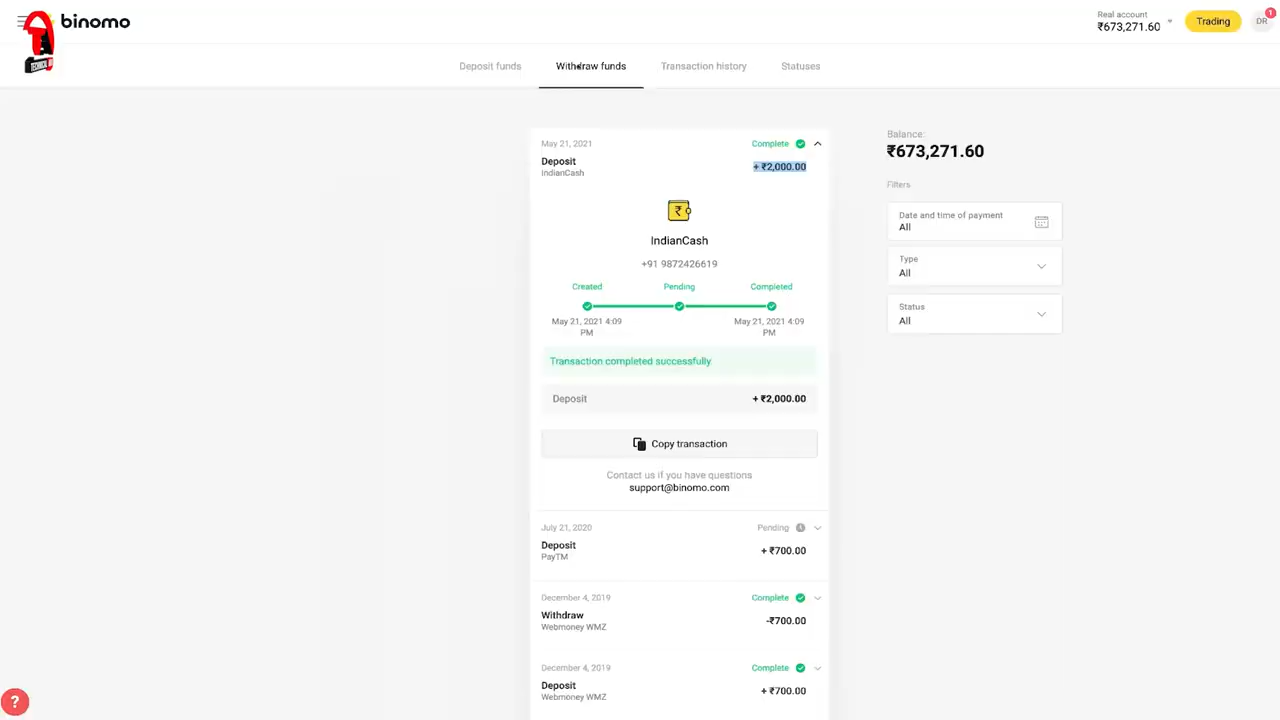 binomo
Real account
₹673,271.60
Trading
DR
1
Deposit funds
Withdraw funds
Transaction history
Statuses
May 21, 2021
Complete
Deposit
+ ₹2,000.00
IndianCash
₹
IndianCash
+91 9872426619
Created
Pending
Completed
May 21, 2021 4:09
PM
May 21, 2021 4:09
PM
Transaction completed successfully
Deposit
+ ₹2,000.00
Copy transaction
Contact us if you have questions
support@binomo.com
July 21, 2020
Pending
Deposit
+ ₹700.00
PayTM
December 4, 2019
Complete
Withdraw
-₹700.00
Webmoney WMZ
December 4, 2019
Complete
Deposit
+ ₹700.00
Webmoney WMZ
Balance:
₹673,271.60
Filters
Date and time of payment
All
Type
All
Status
All
?